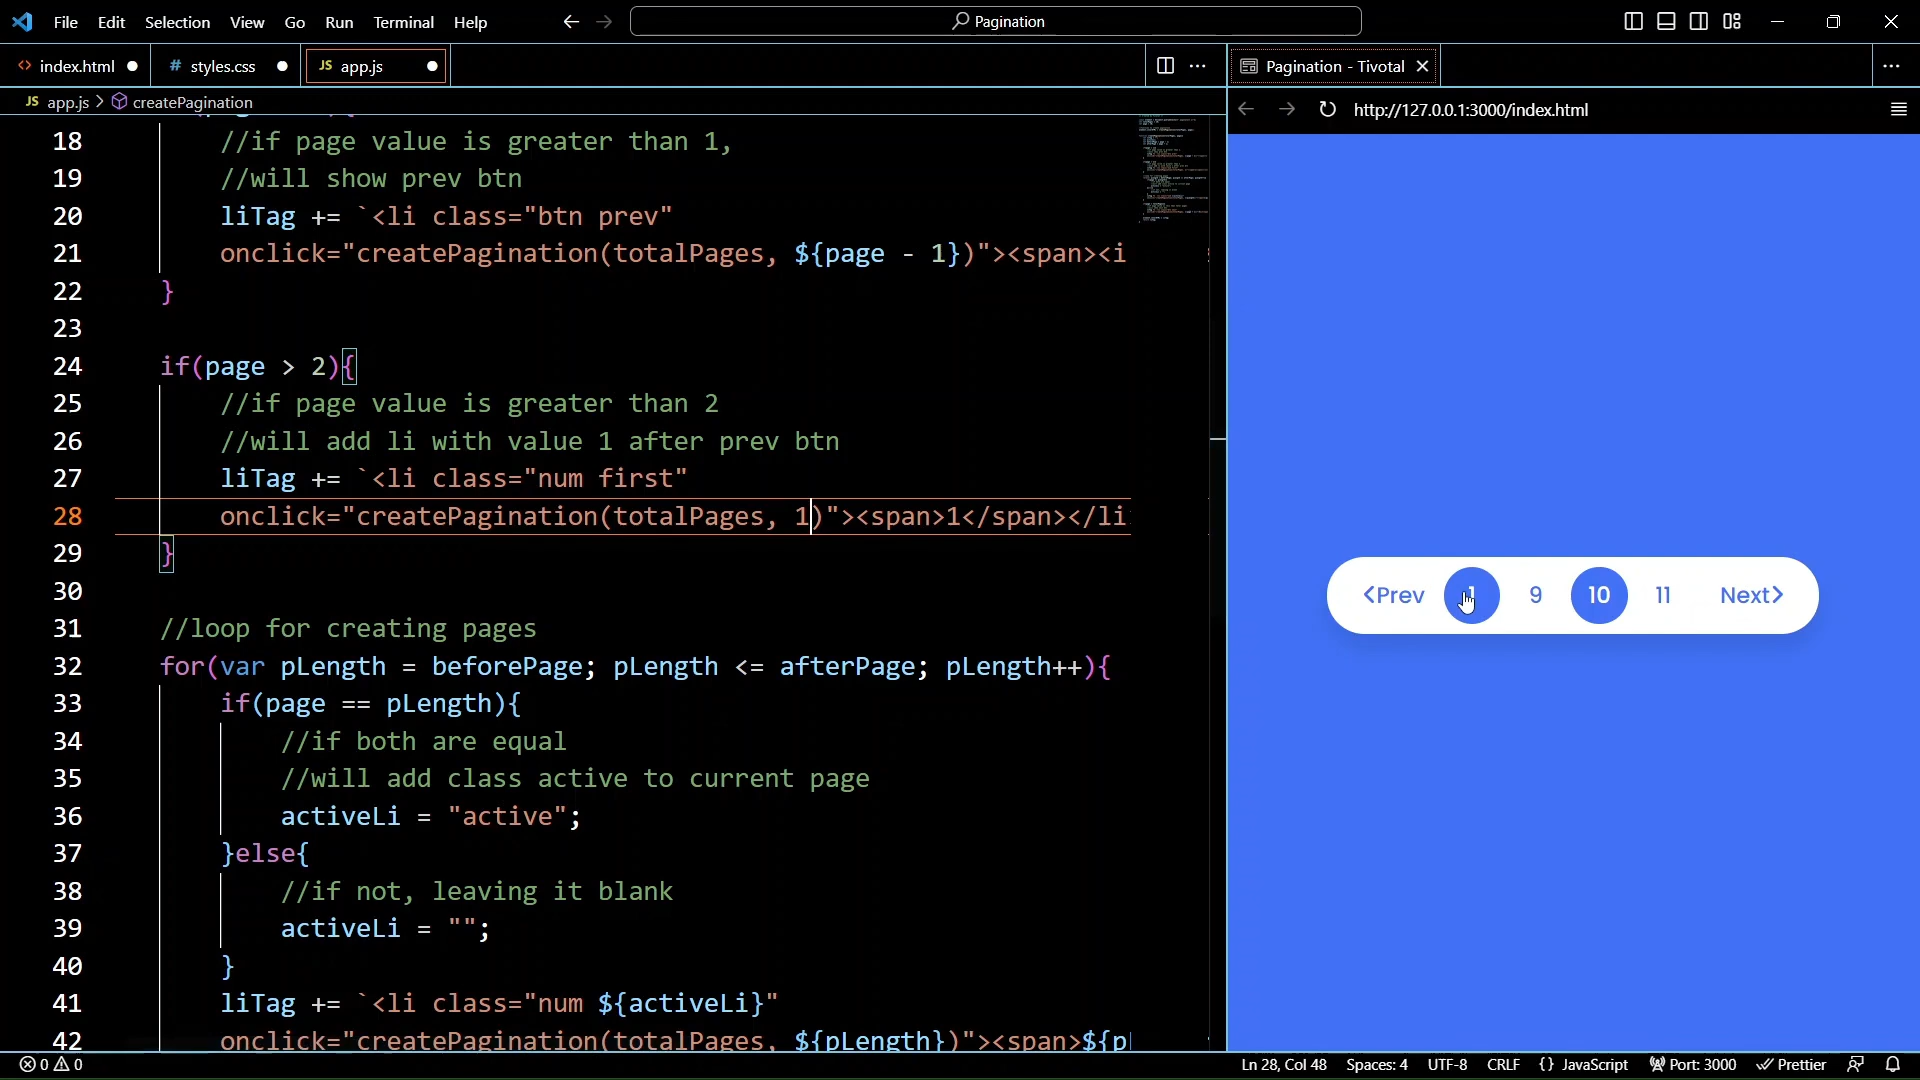 File Edit Selection View Go Run Terminal Help
Pagination
<> index.html
# styles.css
JS app.js
Pagination - Tivotal
JS app.js > createPagination
http://127.0.0.1:3000/index.html
18 //if page value is greater than 1,
19 //will show prev btn
20 liTag += `<li class="btn prev"
21 onclick="createPagination(totalPages, ${page - 1})"><span><i
22 }
23
24 if(page > 2){
25 //if page value is greater than 2
26 //will add li with value 1 after prev btn
27 liTag += `<li class="num first"
28 onclick="createPagination(totalPages, 1)"><span>1</span></li
29 }
30
31 //loop for creating pages
32 for(var pLength = beforePage; pLength <= afterPage; pLength++){
33 if(page == pLength){
34 //if both are equal
35 //will add class active to current page
36 activeLi = "active";
37 }else{
38 //if not, leaving it blank
39 activeLi = "";
40 }
41 liTag += `<li class="num ${activeLi}"
42 onclick="createPagination(totalPages, ${pLength})"><span>${pl
<Prev 1 9 10 11 Next>
0 0
Ln 28, Col 48 Spaces: 4 UTF-8 CRLF {} JavaScript Port: 3000 Prettier